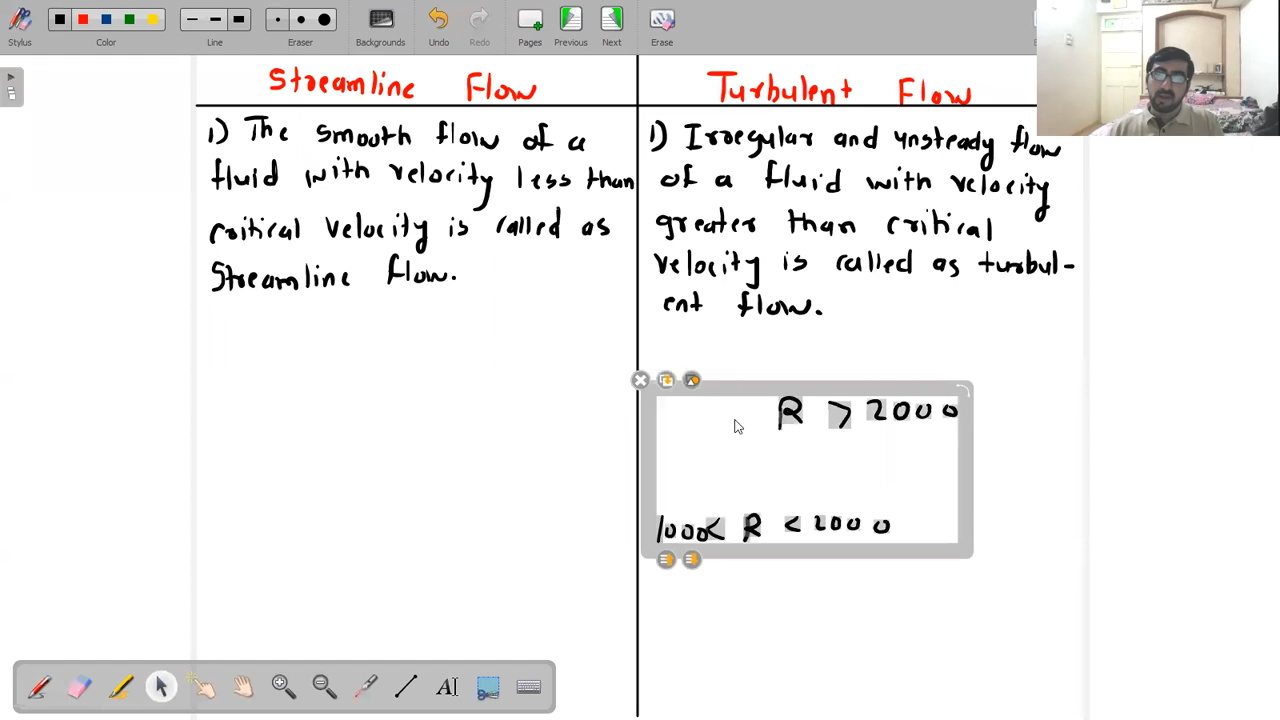 Stylus
Color
Line
Eraser
Backgrounds
Undo
Redo
Pages
Previous
Next
Erase
Streamline Flow
1) The smooth flow of a
fluid with velocity less than
critical velocity is called as
Streamline flow.
Turbulent Flow
1) Irregular and unsteady flow
of a fluid with velocity
greater than critical
velocity is called as turbul-
ent flow.
R > 2000
1000< R < 2000